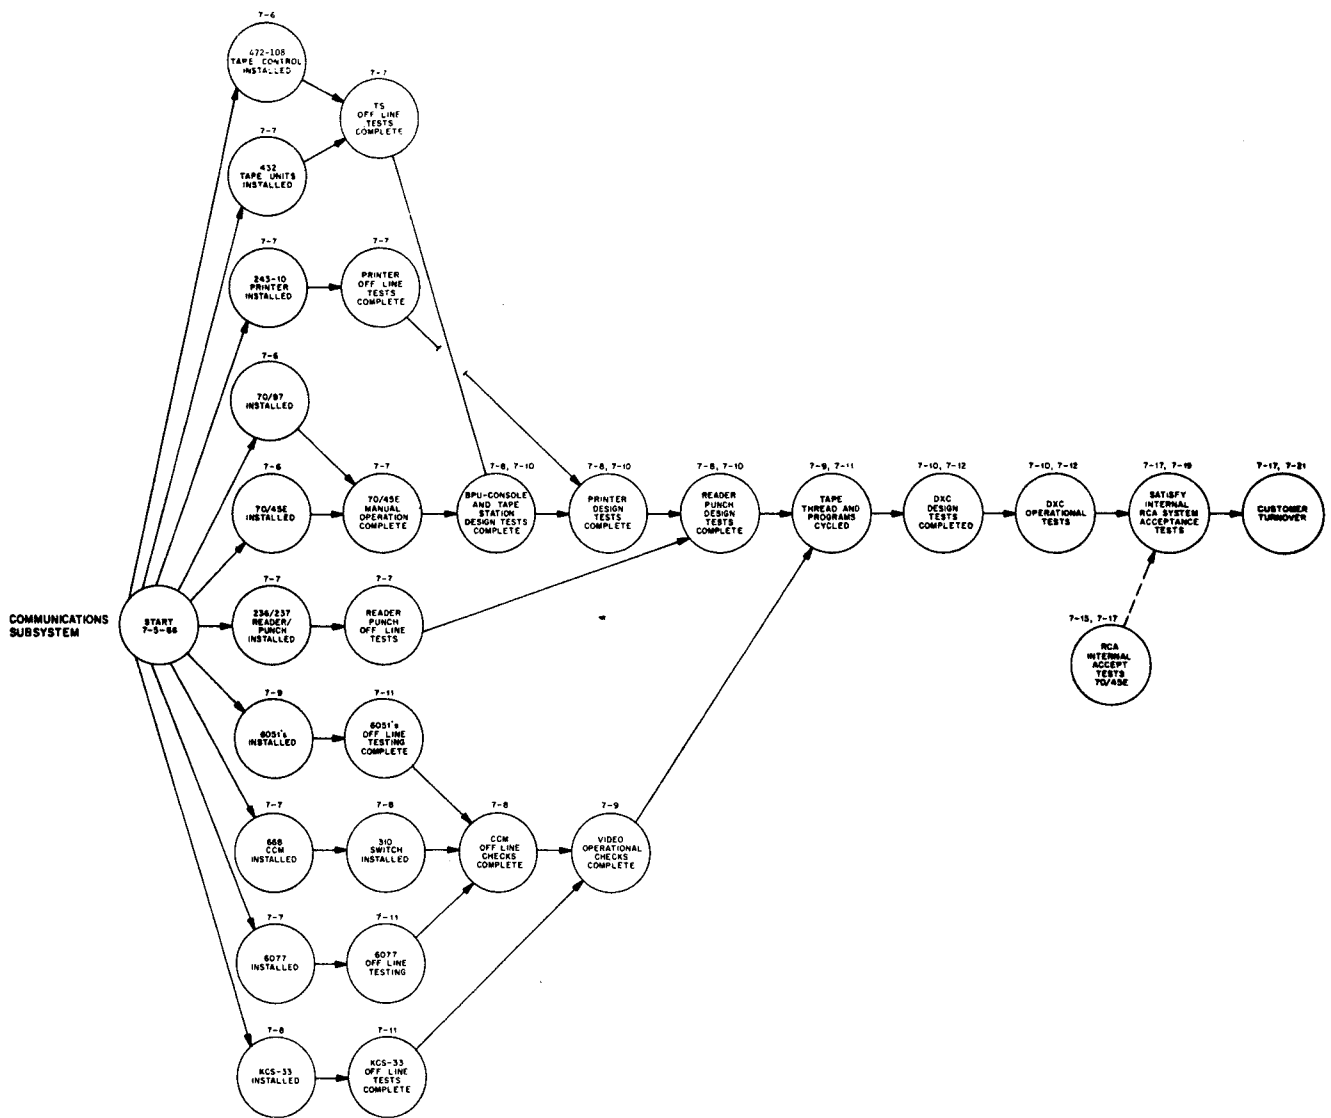 7-6
472-108
TAPE CONTROL
INSTALLED
7-7
TS
OFF LINE
TESTS
COMPLETE
7-7
432
TAPE UNITS
INSTALLED
7-7
243-10
PRINTER
INSTALLED
7-7
PRINTER
OFF LINE
TESTS
COMPLETE
7-6
70/97
INSTALLED
7-6
70/45E
INSTALLED
7-7
70/45E
MANUAL
OPERATION
COMPLETE
7-8, 7-10
BPU-CONSOLE
AND TAPE
STATION
DESIGN TESTS
COMPLETE
7-8, 7-10
PRINTER
DESIGN
TESTS
COMPLETE
7-8, 7-10
READER
PUNCH
DESIGN
TESTS
COMPLETE
7-9, 7-11
TAPE
THREAD AND
PROGRAMS
CYCLED
7-10, 7-12
DXC
DESIGN
TESTS
COMPLETED
7-10, 7-12
DXC
OPERATIONAL
TESTS
7-17, 7-19
SATISFY
INTERNAL
RCA SYSTEM
ACCEPTANCE
TESTS
7-17, 7-21
CUSTOMER
TURNOVER
COMMUNICATIONS
SUBSYSTEM
START
7-5-66
7-7
236/237
READER/
PUNCH
INSTALLED
7-7
READER
PUNCH
OFF LINE
TESTS
7-15, 7-17
RCA
INTERNAL
ACCEPT
TESTS
70/45E
7-9
6051's
INSTALLED
7-11
6051's
OFF LINE
TESTING
COMPLETE
7-7
668
CCM
INSTALLED
7-8
310
SWITCH
INSTALLED
7-8
CCM
OFF LINE
CHECKS
COMPLETE
7-9
VIDEO
OPERATIONAL
CHECKS
COMPLETE
7-7
6077
INSTALLED
7-11
6077
OFF LINE
TESTING
7-8
KCS-33
INSTALLED
7-11
KCS-33
OFF LINE
TESTS
COMPLETE